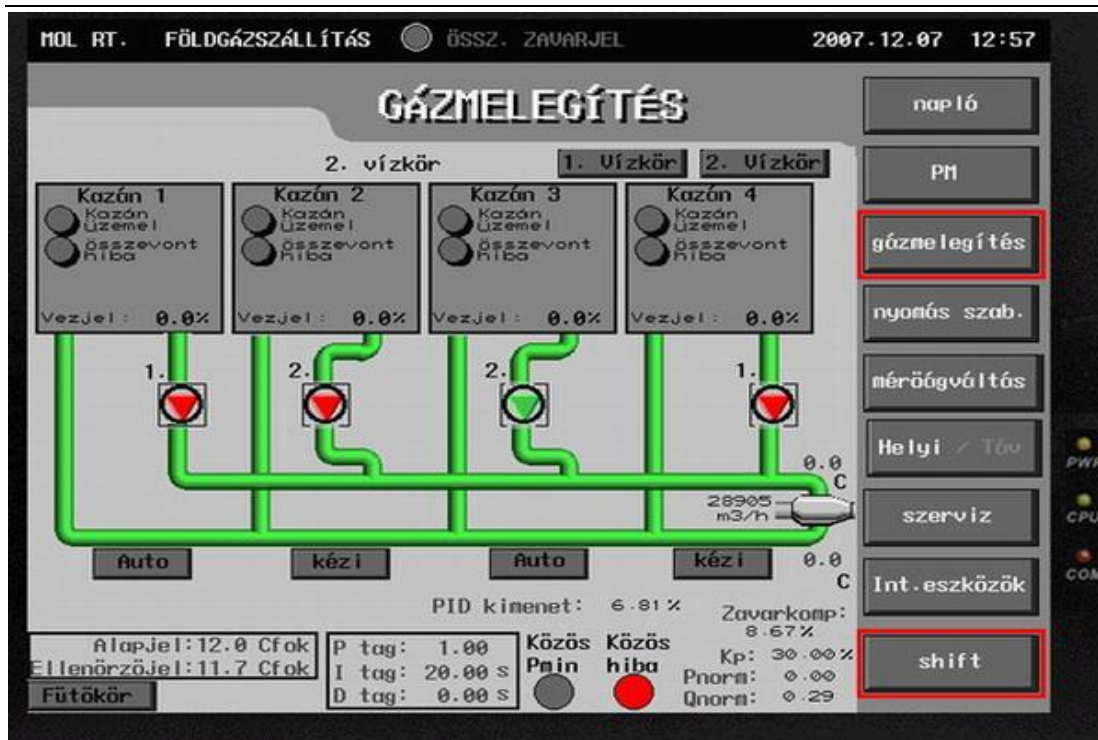 MOL RT. FÖLDGÁZSZÁLLÍTÁS ÖSSZ. ZAVARJEL 2007.12.07 12:57
GÁZMELEGÍTÉS
2. vízkör 1. Vízkör 2. Vízkör
Kazán 1
Kazán üzemel
összevont hiba
Vezjel: 0.0%
Kazán 2
Kazán üzemel
összevont hiba
Vezjel: 0.0%
Kazán 3
Kazán üzemel
összevont hiba
Vezjel: 0.0%
Kazán 4
Kazán üzemel
összevont hiba
Vezjel: 0.0%
1. 2. 2. 1.
0.0
C
28905
m3/h
0.0
C
Auto kézi Auto kézi
PID kimenet: 6.81%
Zavarkomp:
8.67%
Kp: 30.00%
Pnorm: 0.00
Qnorm: 0.29
Alapjel:12.0 Cfok
Ellenörzöjel:11.7 Cfok
Fütökör
P tag: 1.00
I tag: 20.00 s
D tag: 0.00 s
Közös Pmin
Közös hiba
napló
PM
gázmelegítés
nyomás szab.
méröágváltás
Helyi / Táv
szerviz
Int.eszközök
shift
PWR
CPU
COM